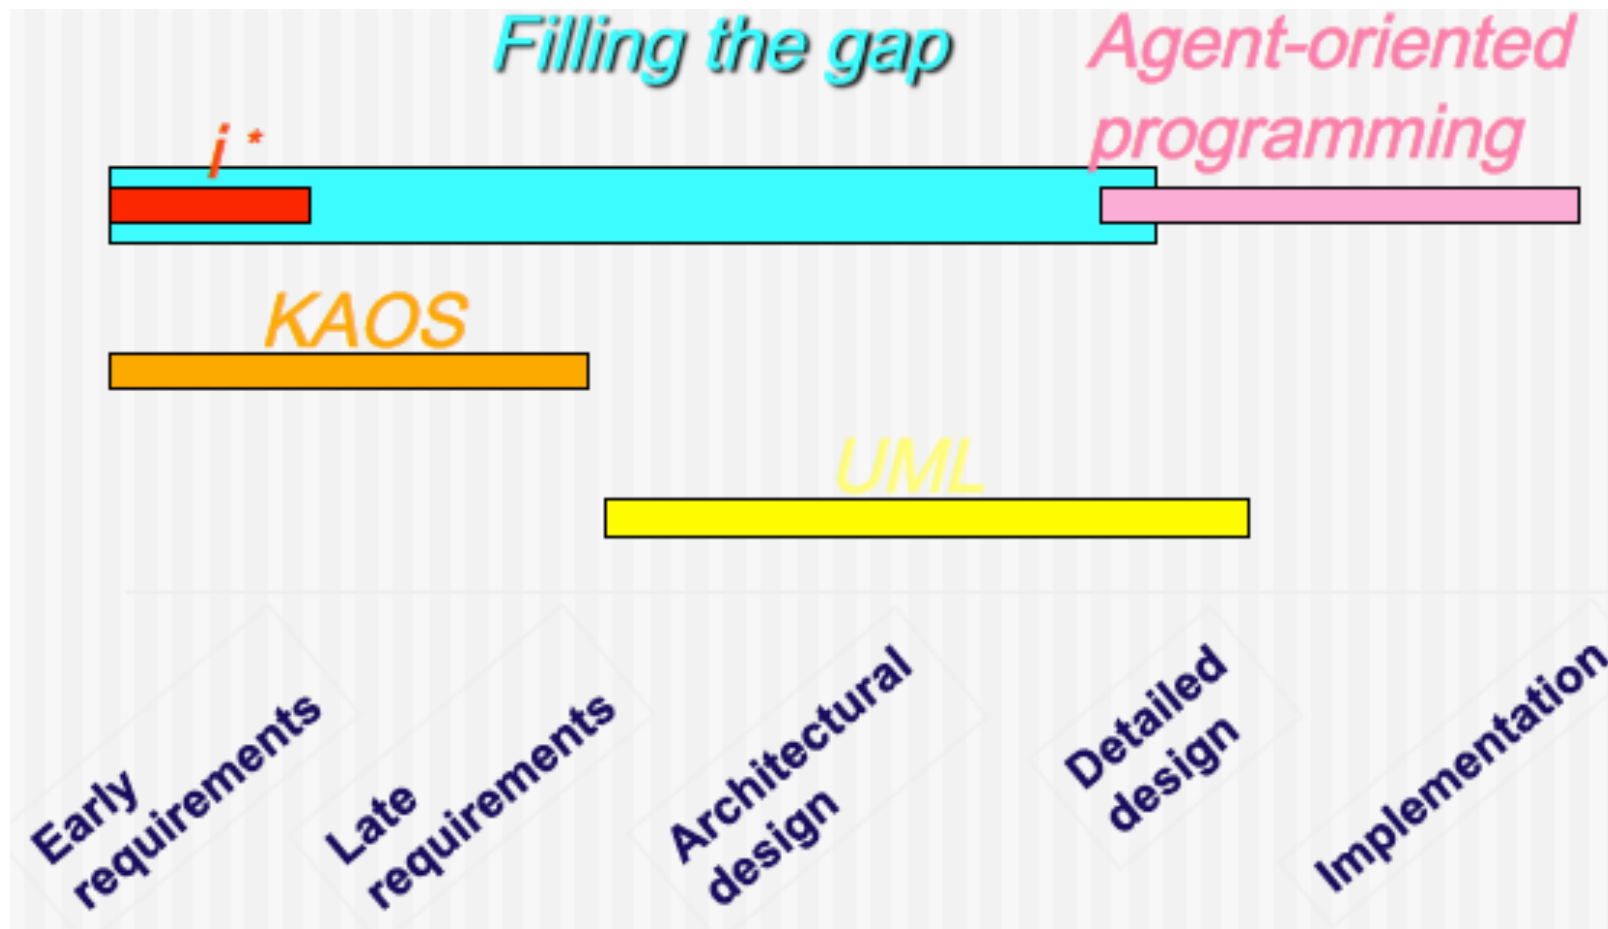 Filling the gap
Agent-oriented
programming
i *
KAOS
UML
Early
requirements
Late
requirements
Architectural
design
Detailed
design
Implementation